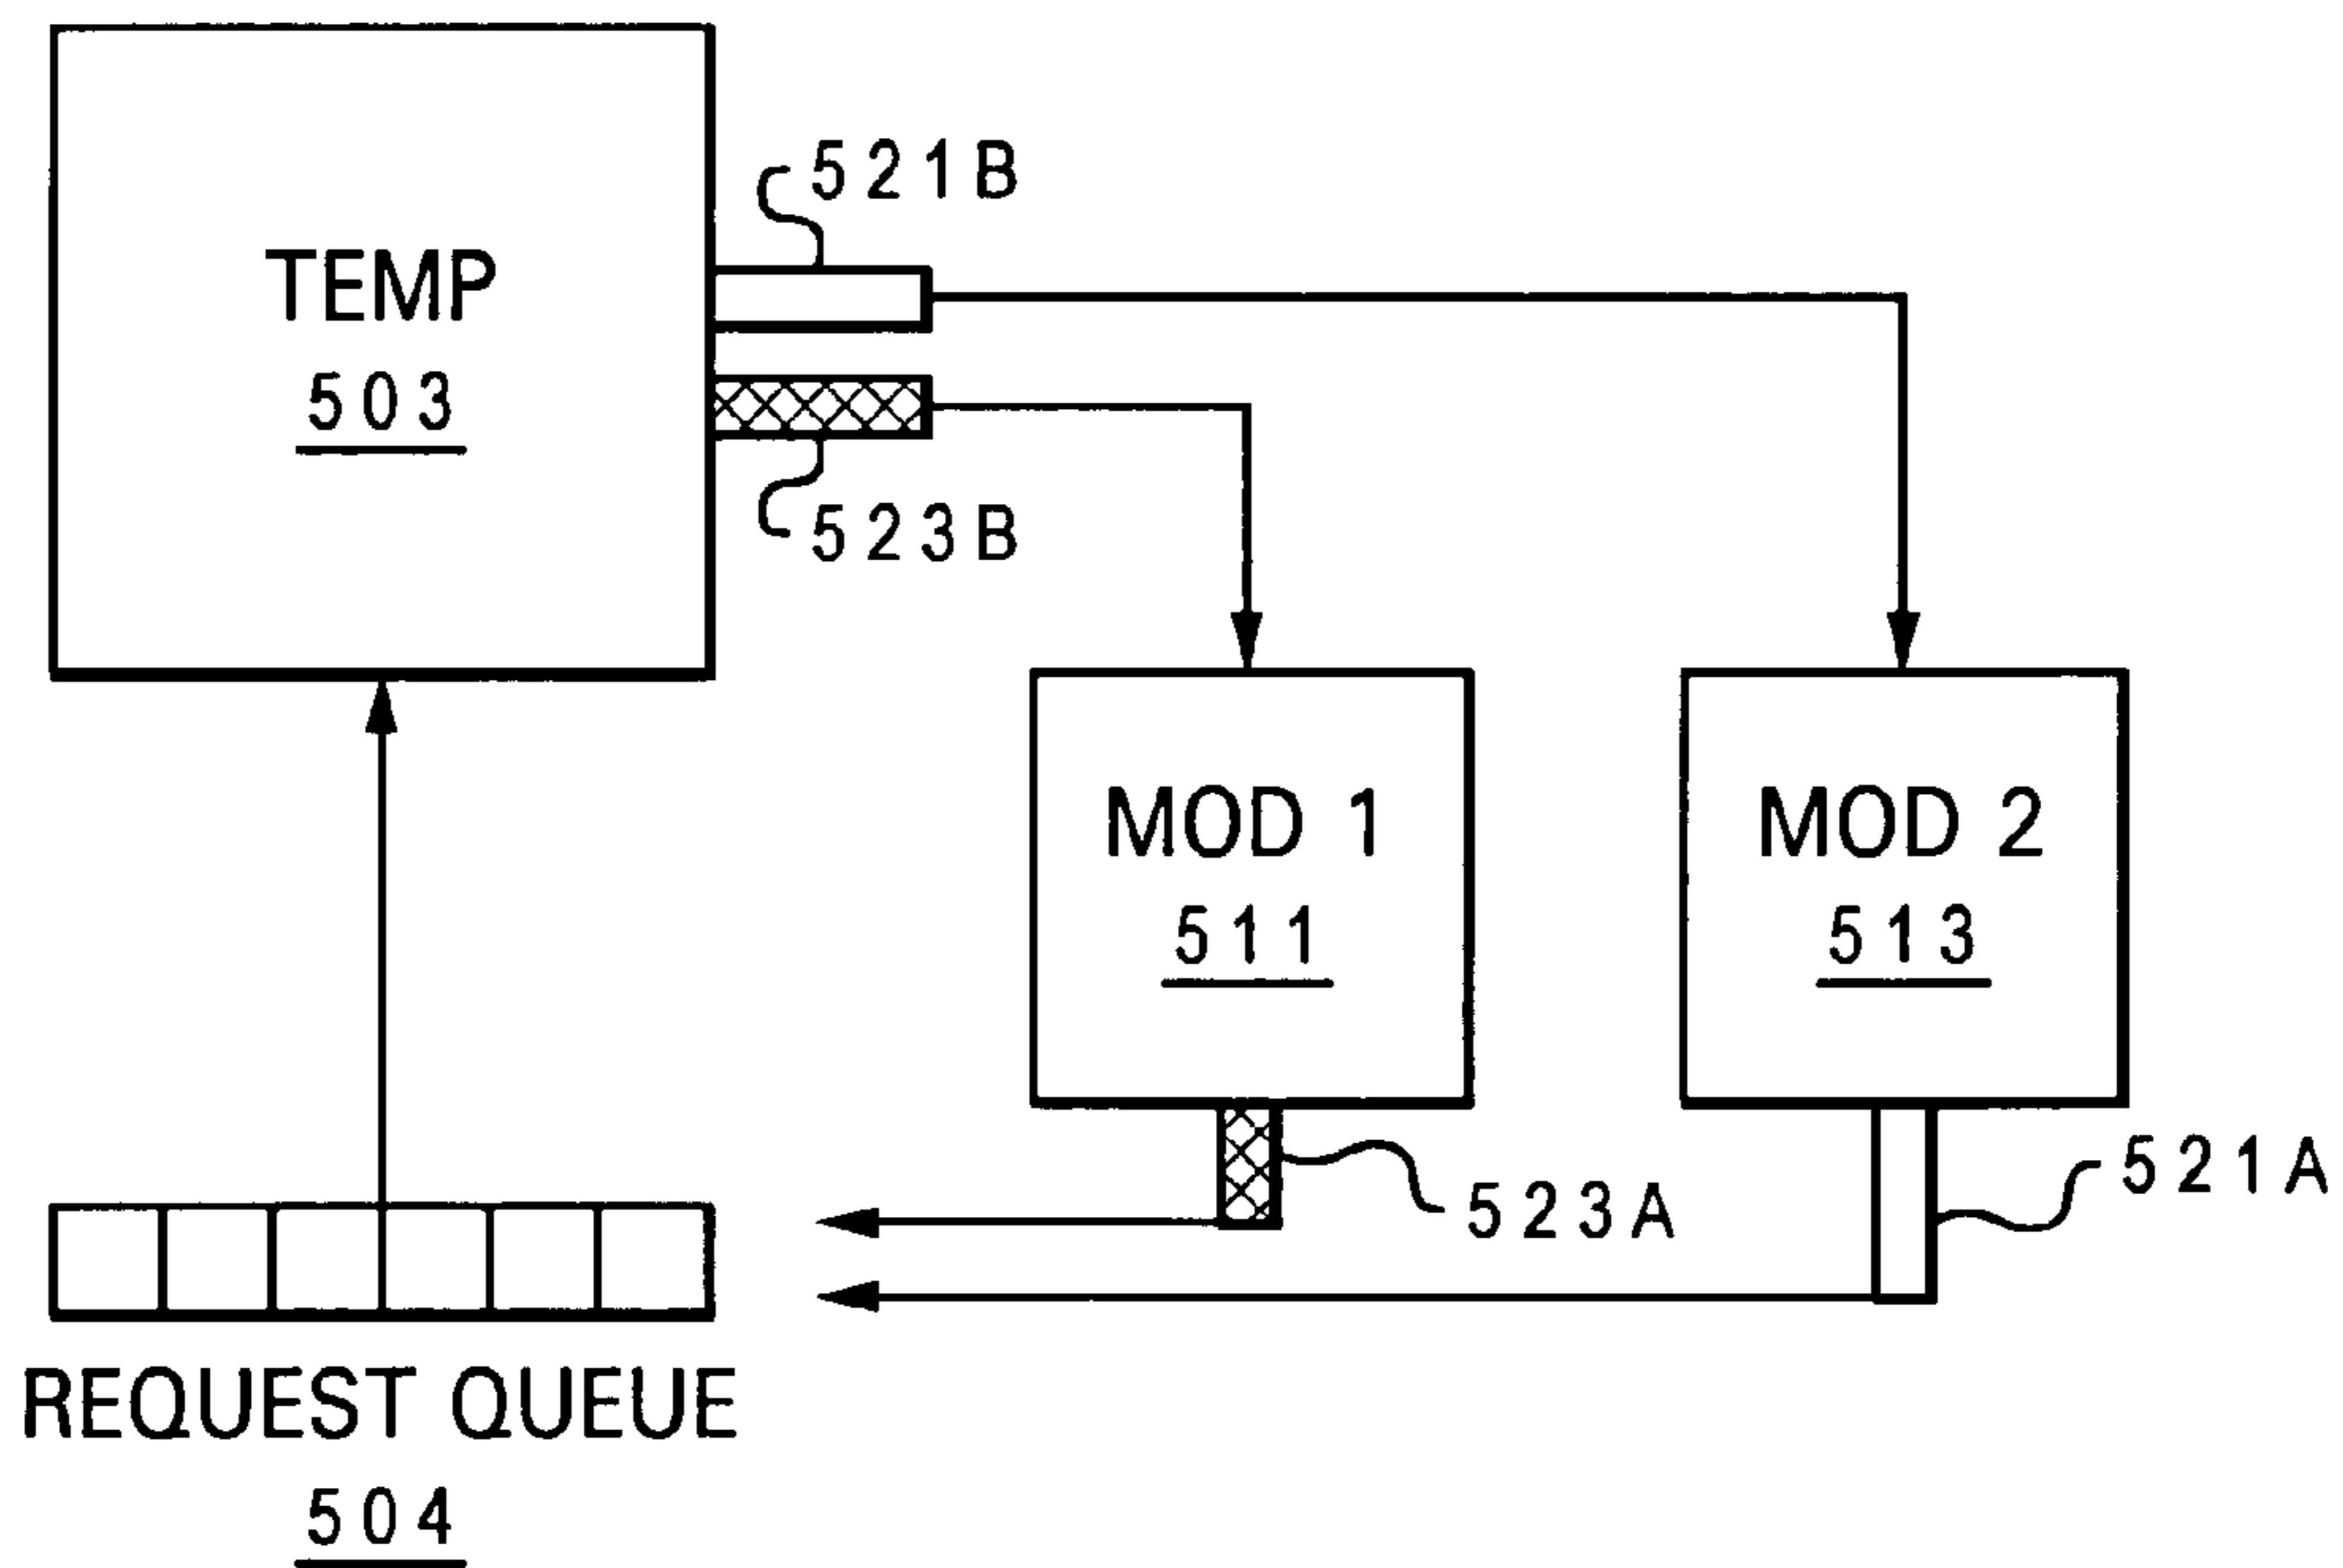 521B
TEMP
503
523B
MOD 1
511
MOD 2
513
523A
521A
REQUEST QUEUE
504